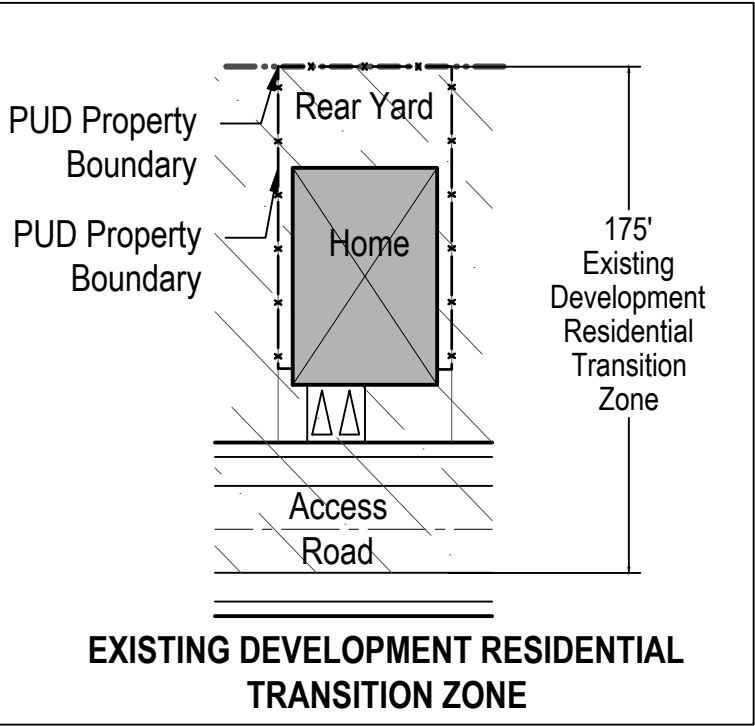 Rear Yard
PUD Property
Boundary
PUD Property
Boundary
Home
175'
Existing
Development
Residential
Transition
Zone
Access
Road
EXISTING DEVELOPMENT RESIDENTIAL
TRANSITION ZONE